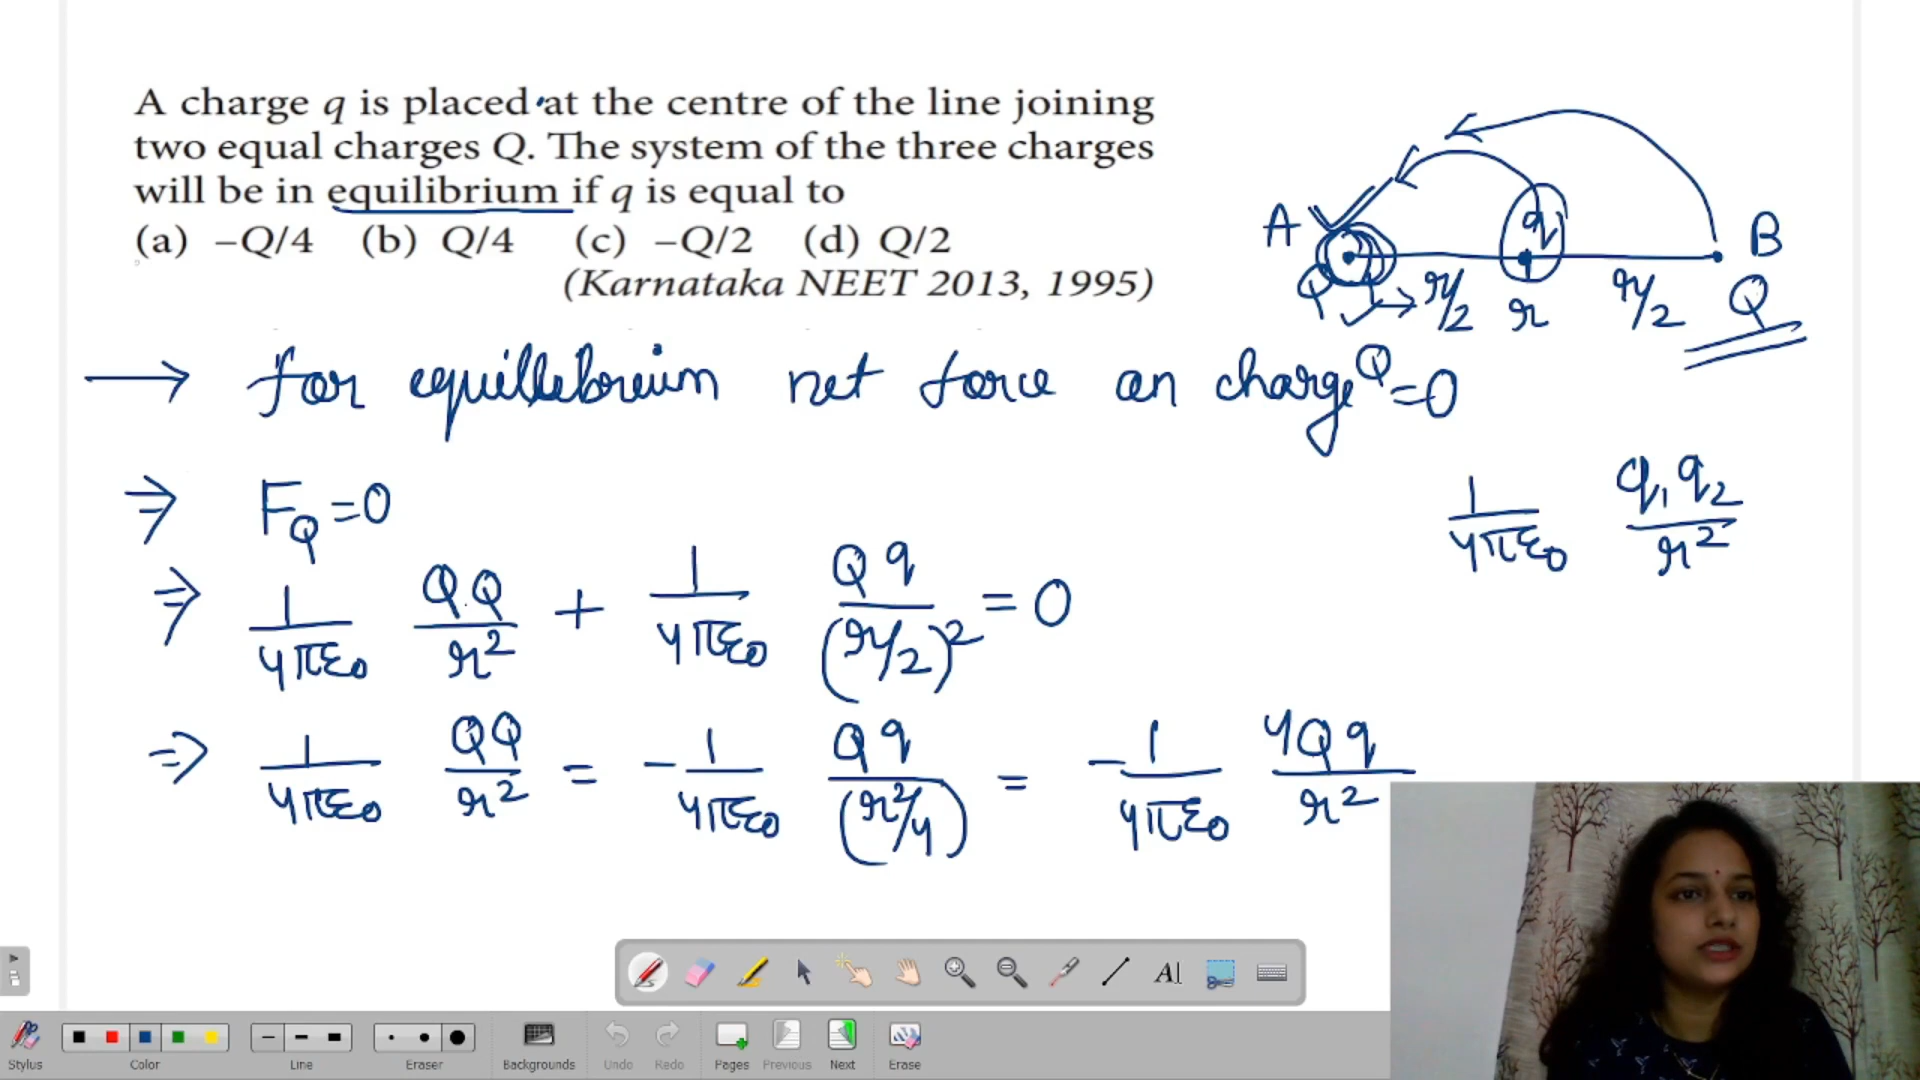 A charge q is placed at the centre of the line joining
two equal charges Q. The system of the three charges
will be in equilibrium if q is equal to
(a) –Q/4 (b) Q/4 (c) –Q/2 (d) Q/2
(Karnataka NEET 2013, 1995)
A q B
Q r/2 r r/2 Q
→ for equillebrium net force on charge Q = 0
⇒ F_Q = 0
1/4πε₀ q₁q₂/r²
⇒ 1/4πε₀ QQ/r² + 1/4πε₀ Qq/(r/2)² = 0
⇒ 1/4πε₀ QQ/r² = - 1/4πε₀ Qq/(r²/4) = - 1/4πε₀ 4Qq/r²
AI
Stylus Color Line Eraser Backgrounds Undo Redo Pages Previous Next Erase